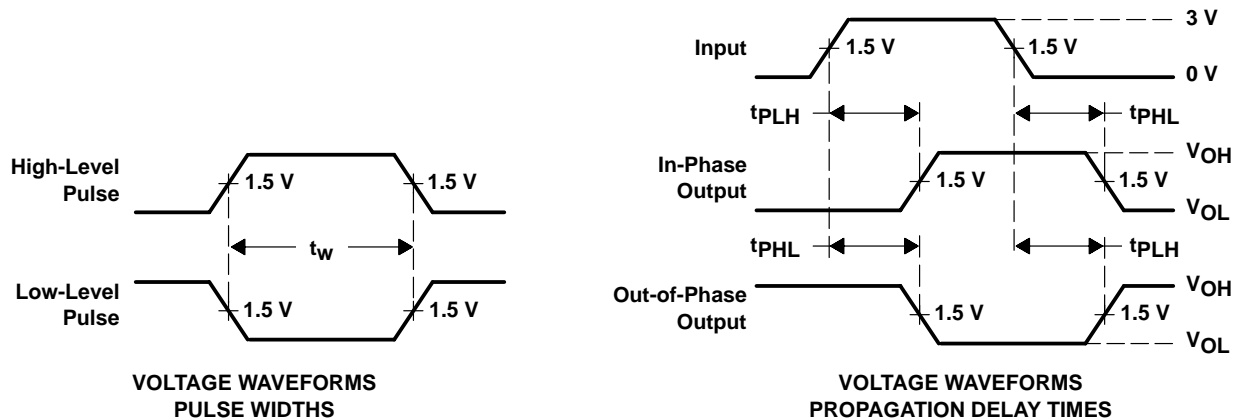 High-Level
Pulse
1.5 V
1.5 V
tw
Low-Level
Pulse
1.5 V
1.5 V
VOLTAGE WAVEFORMS
PULSE WIDTHS
Input
1.5 V
1.5 V
3 V
0 V
tPLH
tPHL
In-Phase
Output
1.5 V
1.5 V
VOH
VOL
tPHL
tPLH
Out-of-Phase
Output
1.5 V
1.5 V
VOH
VOL
VOLTAGE WAVEFORMS
PROPAGATION DELAY TIMES